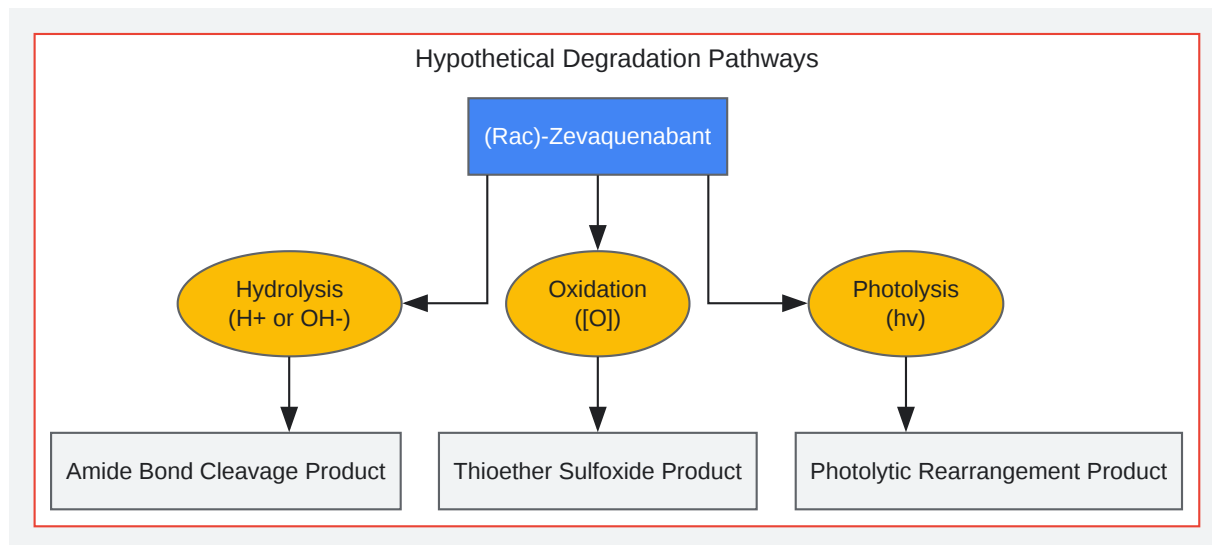 Hypothetical Degradation Pathways
(Rac)-Zevaquenabant
Hydrolysis
(H+ or OH-)
Oxidation
([O])
Photolysis
(hv)
Amide Bond Cleavage Product
Thioether Sulfoxide Product
Photolytic Rearrangement Product